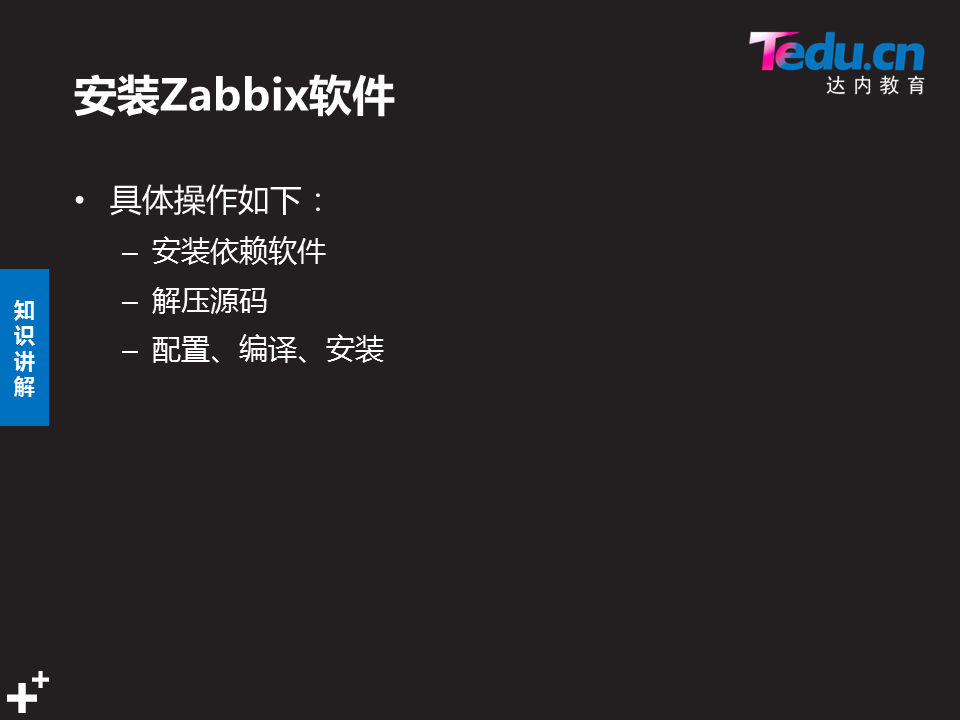 Tedu.cn
达内教育
安装Zabbix软件
• 具体操作如下：
– 安装依赖软件
– 解压源码
– 配置、编译、安装
知
识
讲
解